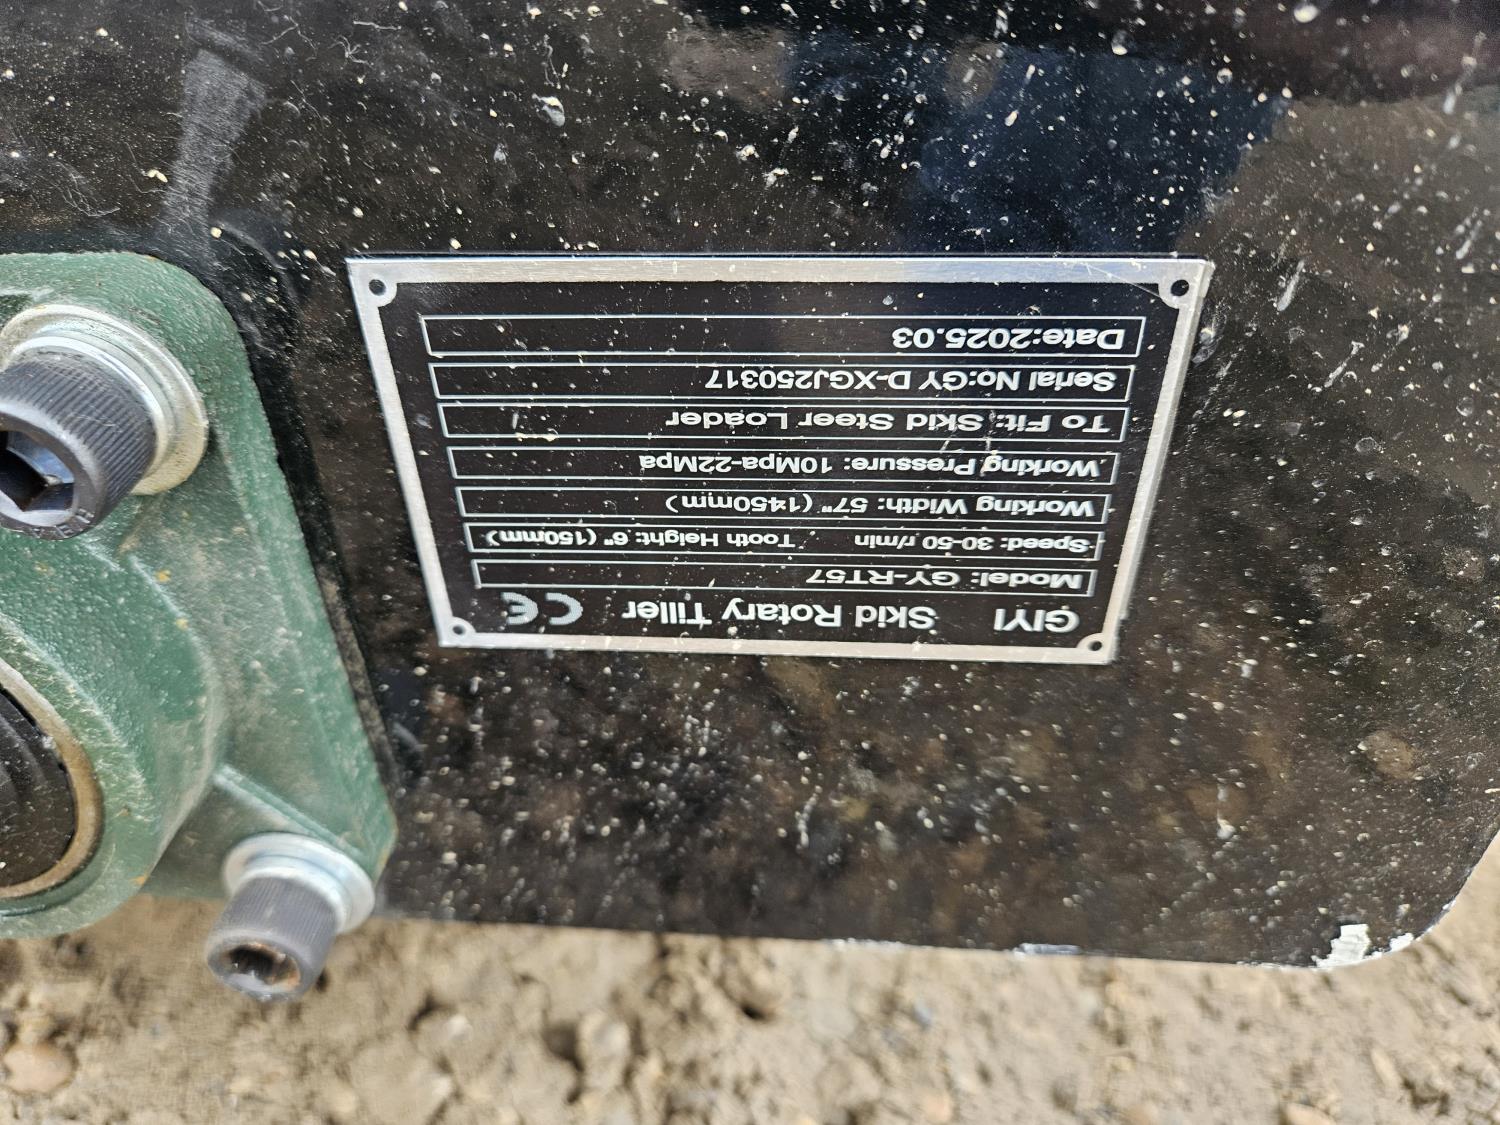 GIYI Skid Rotary Tiller CE
Model: GY-RT57
Speed: 30-50 r/min Tooth Height: 6" (150mm)
Working Width: 57" (1450mm)
Working Pressure: 10Mpa-22Mpa
To Fit: Skid Steer Loader
Serial No:GY D-XGJ250317
Date:2025.03